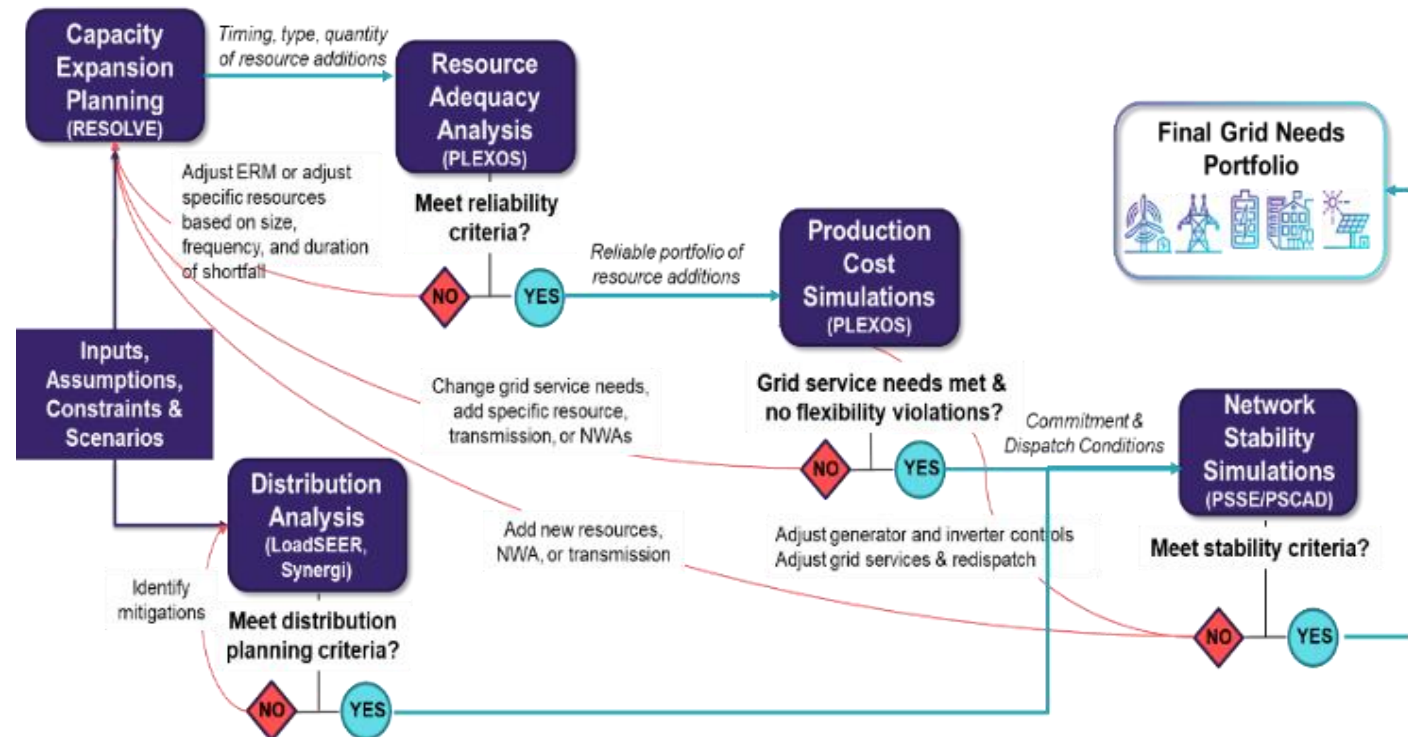 Capacity
Expansion
Planning
(RESOLVE)
Timing, type, quantity
of resource additions
Resource
Adequacy
Analysis
(PLEXOS)
Meet reliability
criteria?
NO
YES
Adjust ERM or adjust
specific resources
based on size,
frequency, and duration
of shortfall
Reliable portfolio of
resource additions
Production
Cost
Simulations
(PLEXOS)
Final Grid Needs
Portfolio
Inputs,
Assumptions,
Constraints &
Scenarios
Change grid service needs,
add specific resource,
transmission, or NWAs
Grid service needs met &
no flexibility violations?
NO
YES
Commitment &
Dispatch Conditions
Network
Stability
Simulations
(PSSE/PSCAD)
Distribution
Analysis
(LoadSEER,
Synergi)
Add new resources,
NWA, or transmission
Adjust generator and inverter controls
Adjust grid services & redispatch
Meet stability criteria?
NO
YES
Identify
mitigations
Meet distribution
planning criteria?
NO
YES